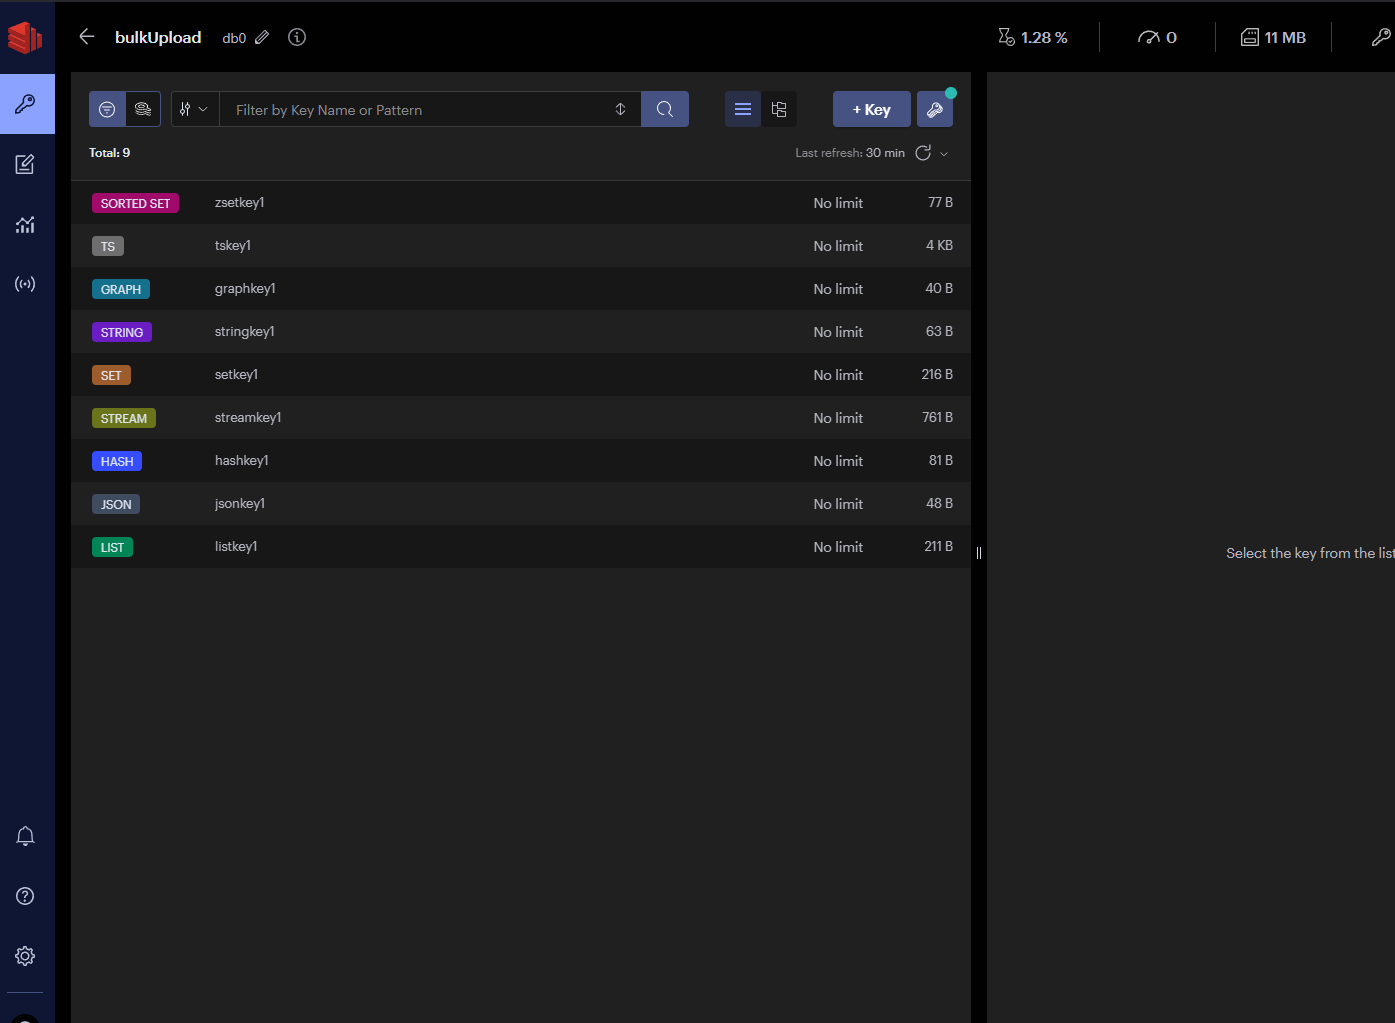 bulkUpload db0 1.28 % 0 11 MB
Filter by Key Name or Pattern + Key
Total: 9 Last refresh: 30 min
SORTED SET zsetkey1 No limit 77 B
TS tskey1 No limit 4 KB
GRAPH graphkey1 No limit 40 B
STRING stringkey1 No limit 63 B
SET setkey1 No limit 216 B
STREAM streamkey1 No limit 761 B
HASH hashkey1 No limit 81 B
JSON jsonkey1 No limit 48 B
LIST listkey1 No limit 211 B
Select the key from the list